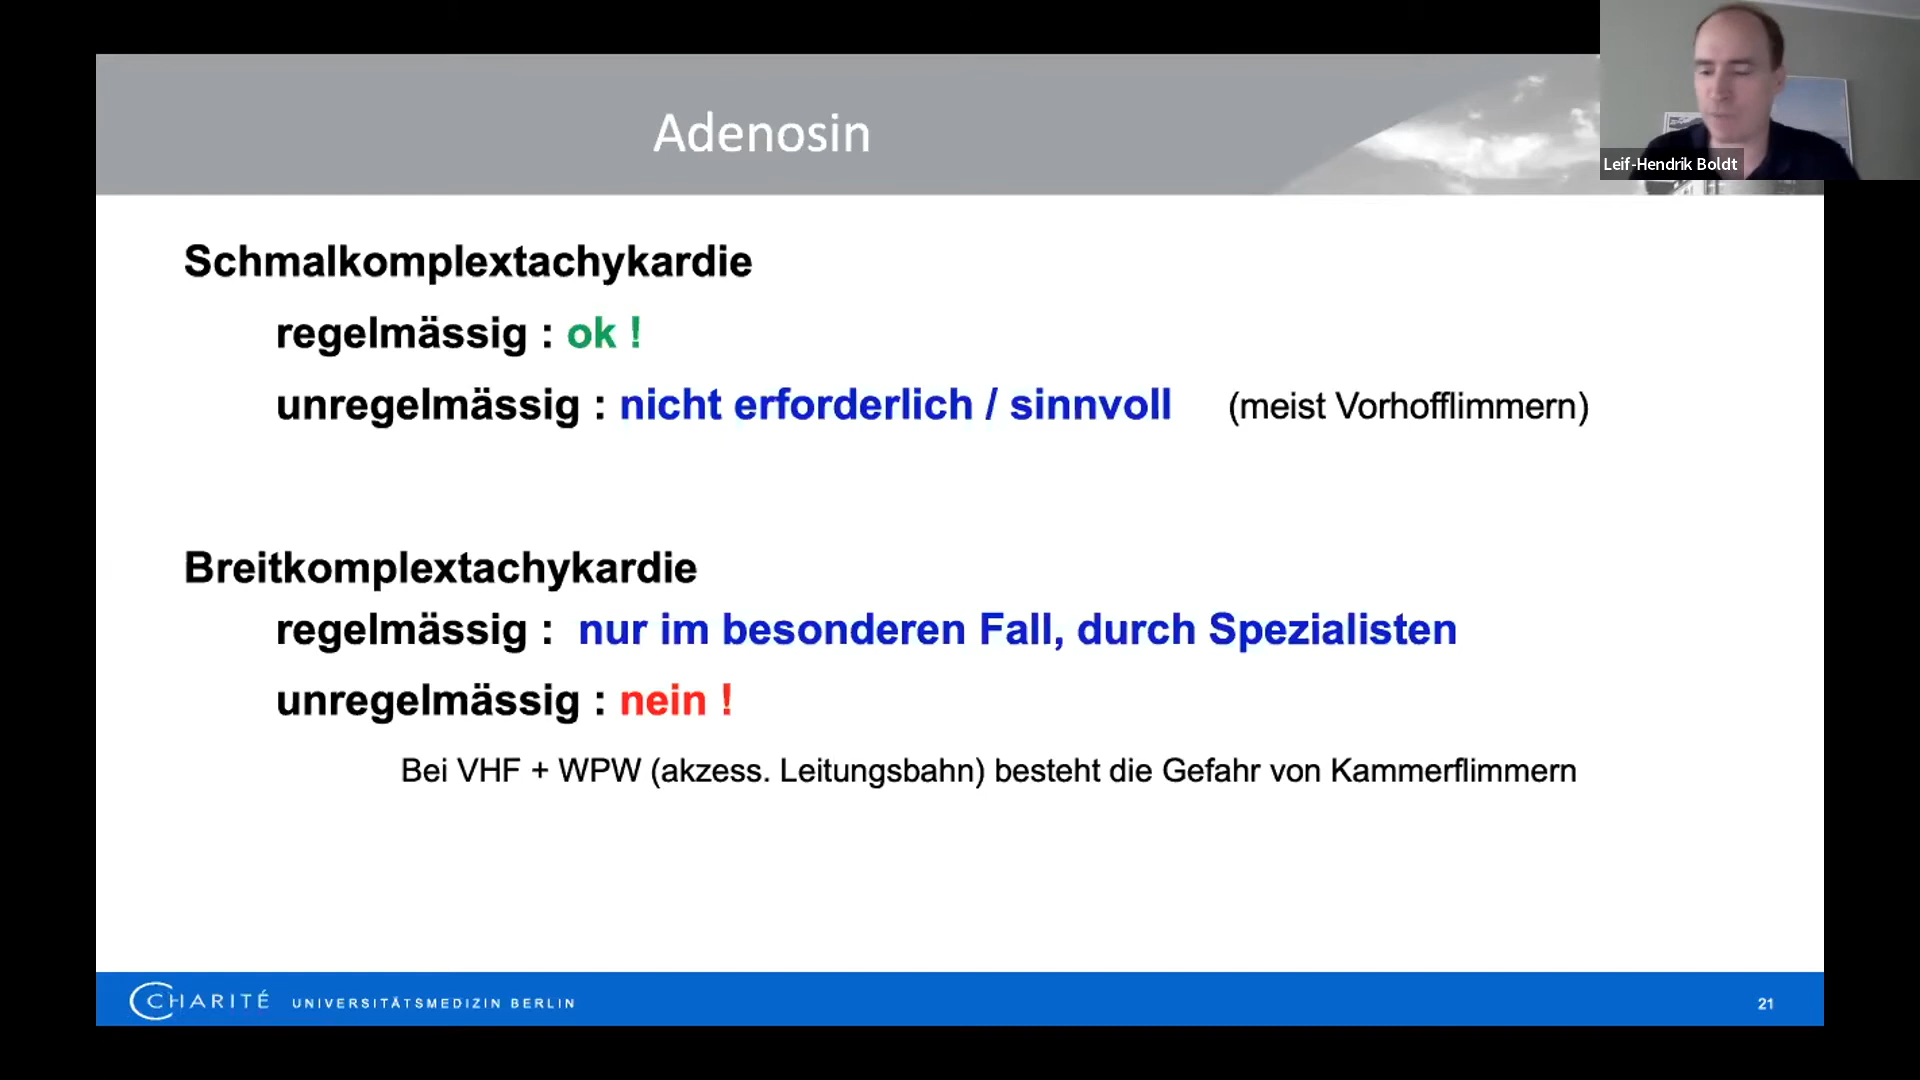 Adenosin
Leif-Hendrik Boldt
Schmalkomplextachykardie
regelmässig : ok !
unregelmässig : nicht erforderlich / sinnvoll (meist Vorhofflimmern)
Breitkomplextachykardie
regelmässig : nur im besonderen Fall, durch Spezialisten
unregelmässig : nein !
Bei VHF + WPW (akzess. Leitungsbahn) besteht die Gefahr von Kammerflimmern
CHARITÉ UNIVERSITÄTSMEDIZIN BERLIN
21